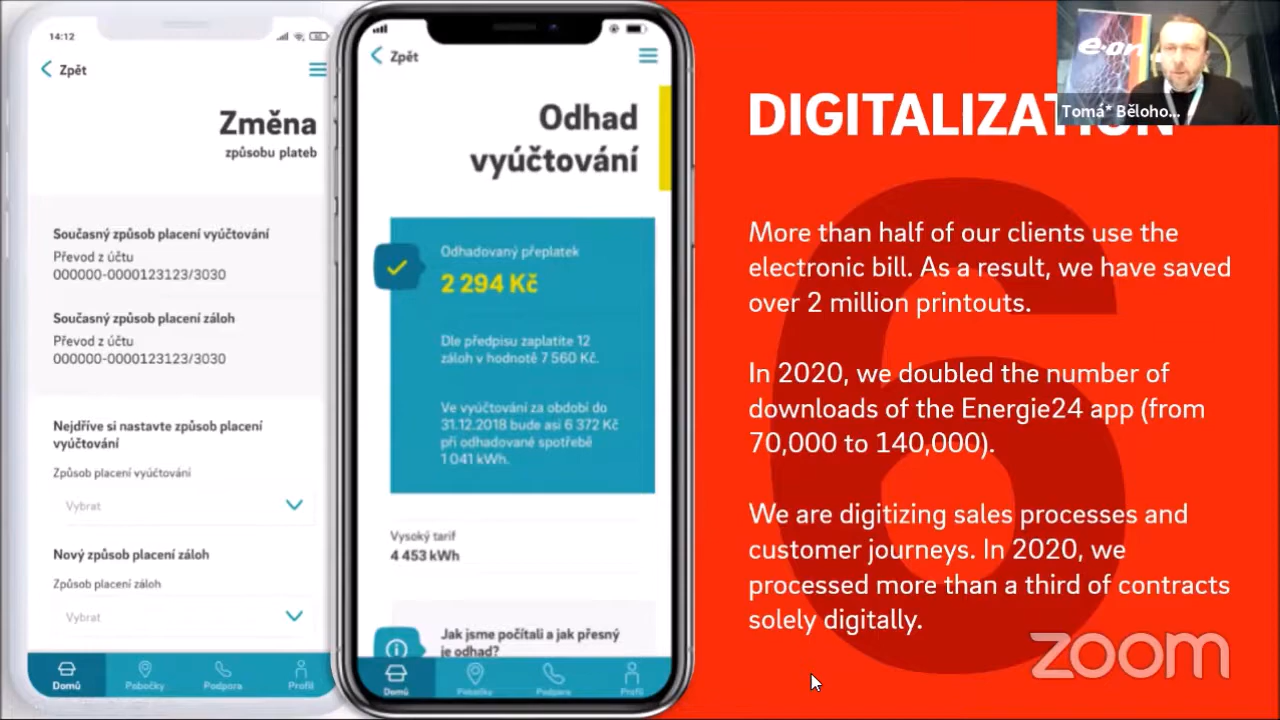 14:12
Zpět
Změna
způsobu plateb
Současný způsob placení vyúčtování
Převod z účtu
000000-0000123123/3030
Současný způsob placení záloh
Převod z účtu
000000-0000123123/3030
Nejdříve si nastavte způsob placení
vyúčtování
Způsob placení vyúčtování
Vybrat
Nový způsob placení záloh
Způsob placení záloh
Vybrat
Domů
Pobočky
Podpora
Profil
Zpět
Odhad
vyúčtování
Odhadovaný přeplatek
2 294 Kč
Dle předpisu zaplatíte 12
záloh v hodnotě 7 560 Kč.
Ve vyúčtování za období do
31.12.2018 bude asi 6 372 Kč
při odhadované spotřebě
1 041 kWh.
Vysoký tarif
4 453 kWh
Jak jsme počítali a jak přesný
je odhad?
Domů
Pobočky
Podpora
Profil
e·on
Tomá* Běloho...
DIGITALIZATION
6
More than half of our clients use the
electronic bill. As a result, we have saved
over 2 million printouts.
In 2020, we doubled the number of
downloads of the Energie24 app (from
70,000 to 140,000).
We are digitizing sales processes and
customer journeys. In 2020, we
processed more than a third of contracts
solely digitally.
zoom